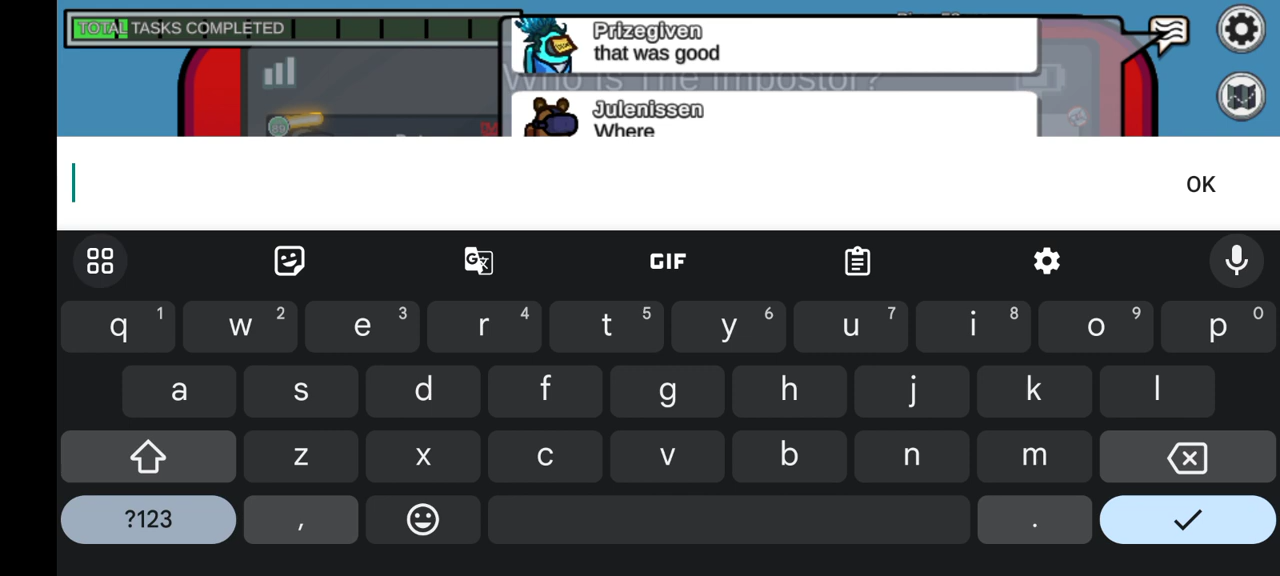 TOTAL TASKS COMPLETED
Prizegiven
that was good
Who Is The Impostor?
Julenissen
Where
OK
GIF
q 1 w 2 e 3 r 4 t 5 y 6 u 7 i 8 o 9 p 0
a s d f g h j k l
z x c v b n m
?123 , .